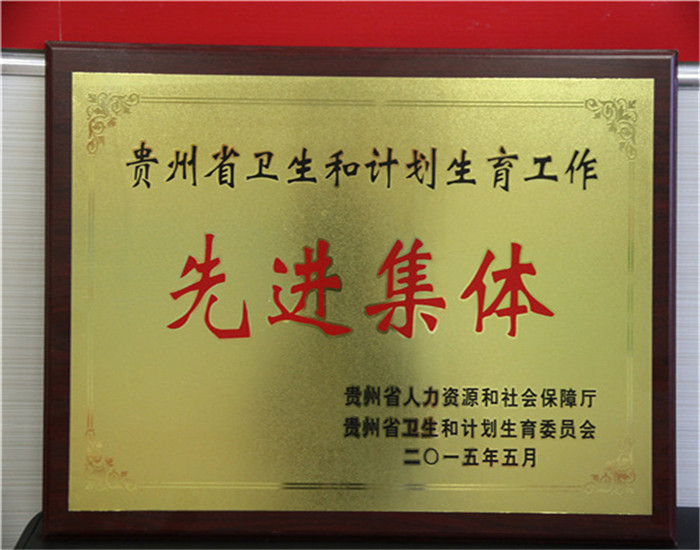 贵州省卫生和计划生育工作
先进集体
贵州省人力资源和社会保障厅
贵州省卫生和计划生育委员会
二〇一五年五月